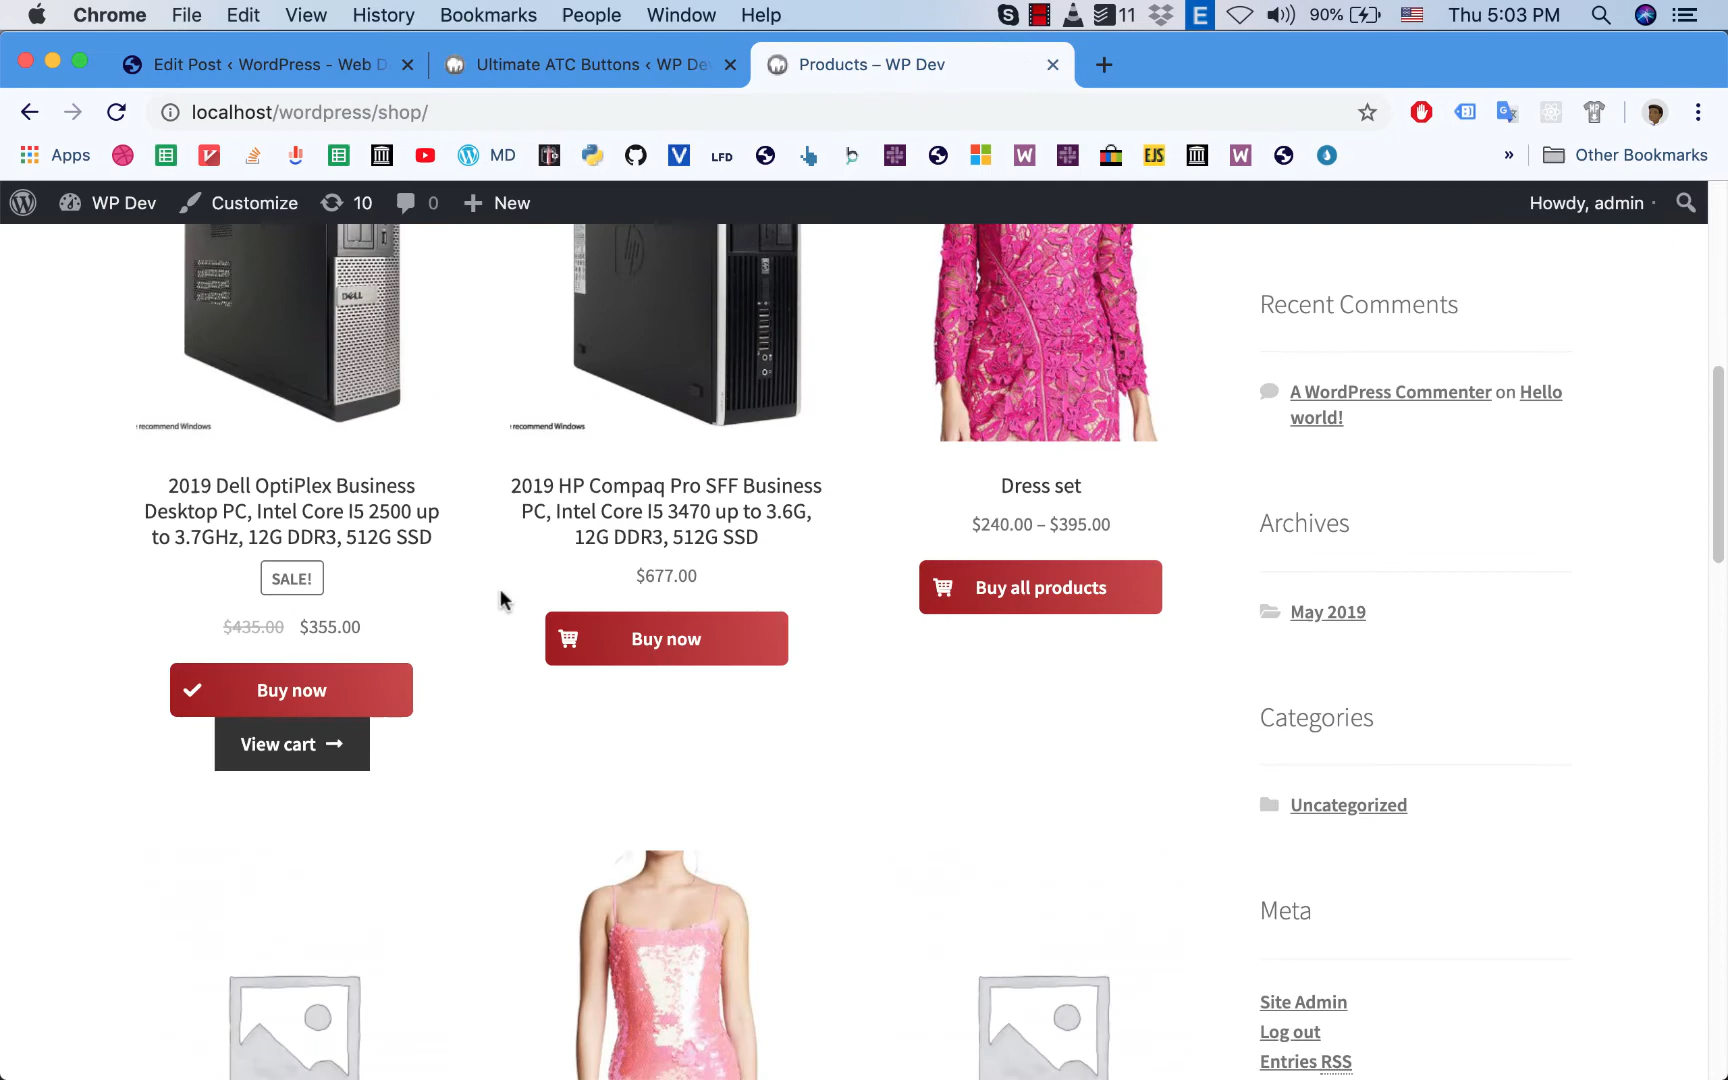 Chrome File Edit View History Bookmarks People Window Help
11 E 90% Thu 5:03 PM
Edit Post ‹ WordPress - Web D
Ultimate ATC Buttons ‹ WP De
Products – WP Dev
localhost/wordpress/shop/
Apps MD LFD EJS » Other Bookmarks
WP Dev Customize 10 0 New Howdy, admin
DELL
hp
e recommend Windows
e recommend Windows
2019 Dell OptiPlex Business
Desktop PC, Intel Core I5 2500 up
to 3.7GHz, 12G DDR3, 512G SSD
SALE!
$435.00 $355.00
Buy now
View cart →
2019 HP Compaq Pro SFF Business
PC, Intel Core I5 3470 up to 3.6G,
12G DDR3, 512G SSD
$677.00
Buy now
Dress set
$240.00 – $395.00
Buy all products
Recent Comments
A WordPress Commenter on Hello
world!
Archives
May 2019
Categories
Uncategorized
Meta
Site Admin
Log out
Entries RSS